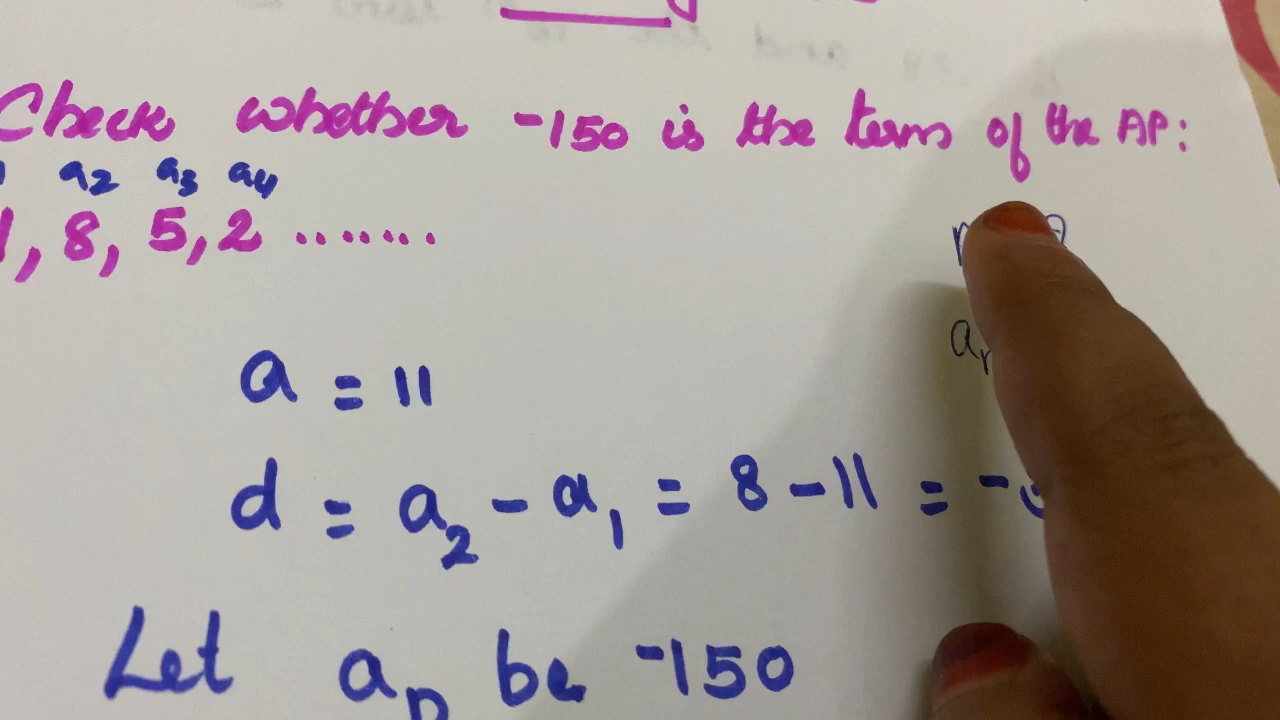 Check whether -150 is the term of the AP:
a2 a3 a4
, 8, 5, 2 .......
a = 11
d = a2 - a1 = 8 - 11 = -
Let an be -150